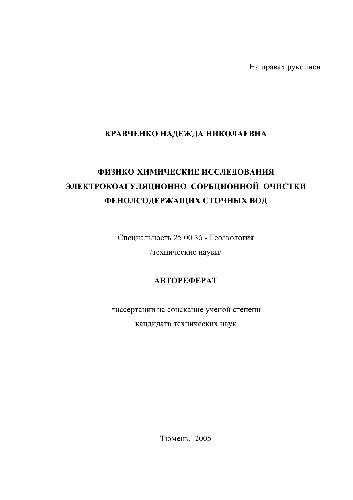 На правах рукописи
КРАВЧЕНКО НАДЕЖДА НИКОЛАЕВНА
ФИЗИКО-ХИМИЧЕСКИЕ ИССЛЕДОВАНИЯ
ЭЛЕКТРОКОАГУЛЯЦИОННО-СОРБЦИОННОЙ ОЧИСТКИ
ФЕНОЛСОДЕРЖАЩИХ СТОЧНЫХ ВОД
Специальность 25.00.36 - Геоэкология
/технические науки/
АВТОРЕФЕРАТ
диссертации на соискание ученой степени
кандидата технических наук
Тюмень, 2005